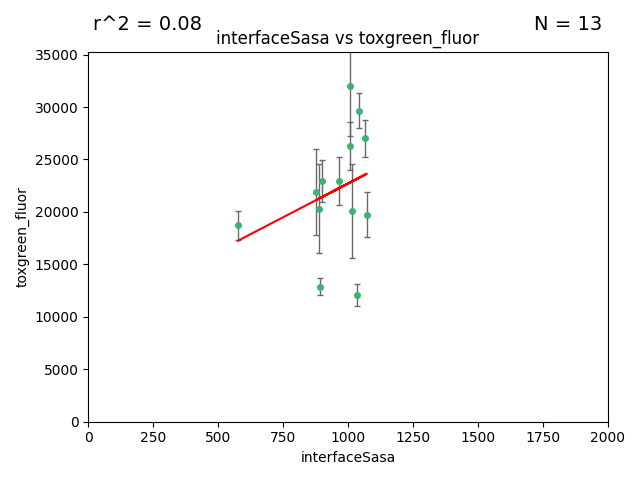 r^2 = 0.08
N = 13
interfaceSasa vs toxgreen_fluor
35000
30000
25000
20000
15000
10000
5000
0
toxgreen_fluor
0 250 500 750 1000 1250 1500 1750 2000
interfaceSasa